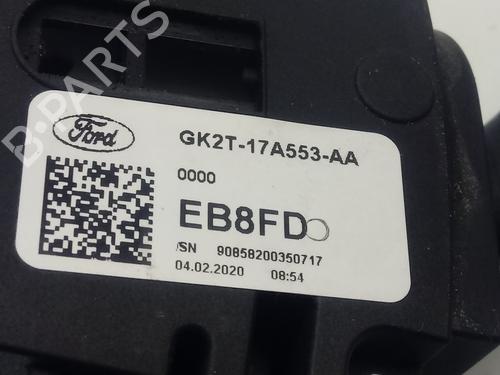 B-PARTS
Ford
GK2T-17A553-AA
0000
EB8FD
/SN 90858200350717
04.02.2020 08:54